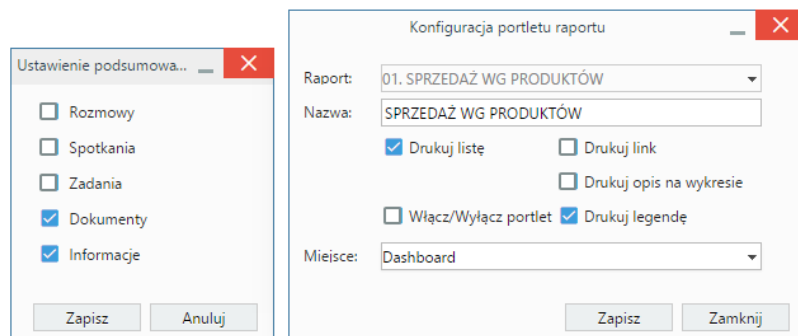 Ustawienie podsumowa...
Rozmowy
Spotkania
Zadania
Dokumenty
Informacje
Zapisz Anuluj
Konfiguracja portletu raportu
Raport: 01. SPRZEDAŻ WG PRODUKTÓW
Nazwa: SPRZEDAŻ WG PRODUKTÓW
Drukuj listę Drukuj link
Drukuj opis na wykresie
Włącz/Wyłącz portlet Drukuj legendę
Miejsce: Dashboard
Zapisz Zamknij